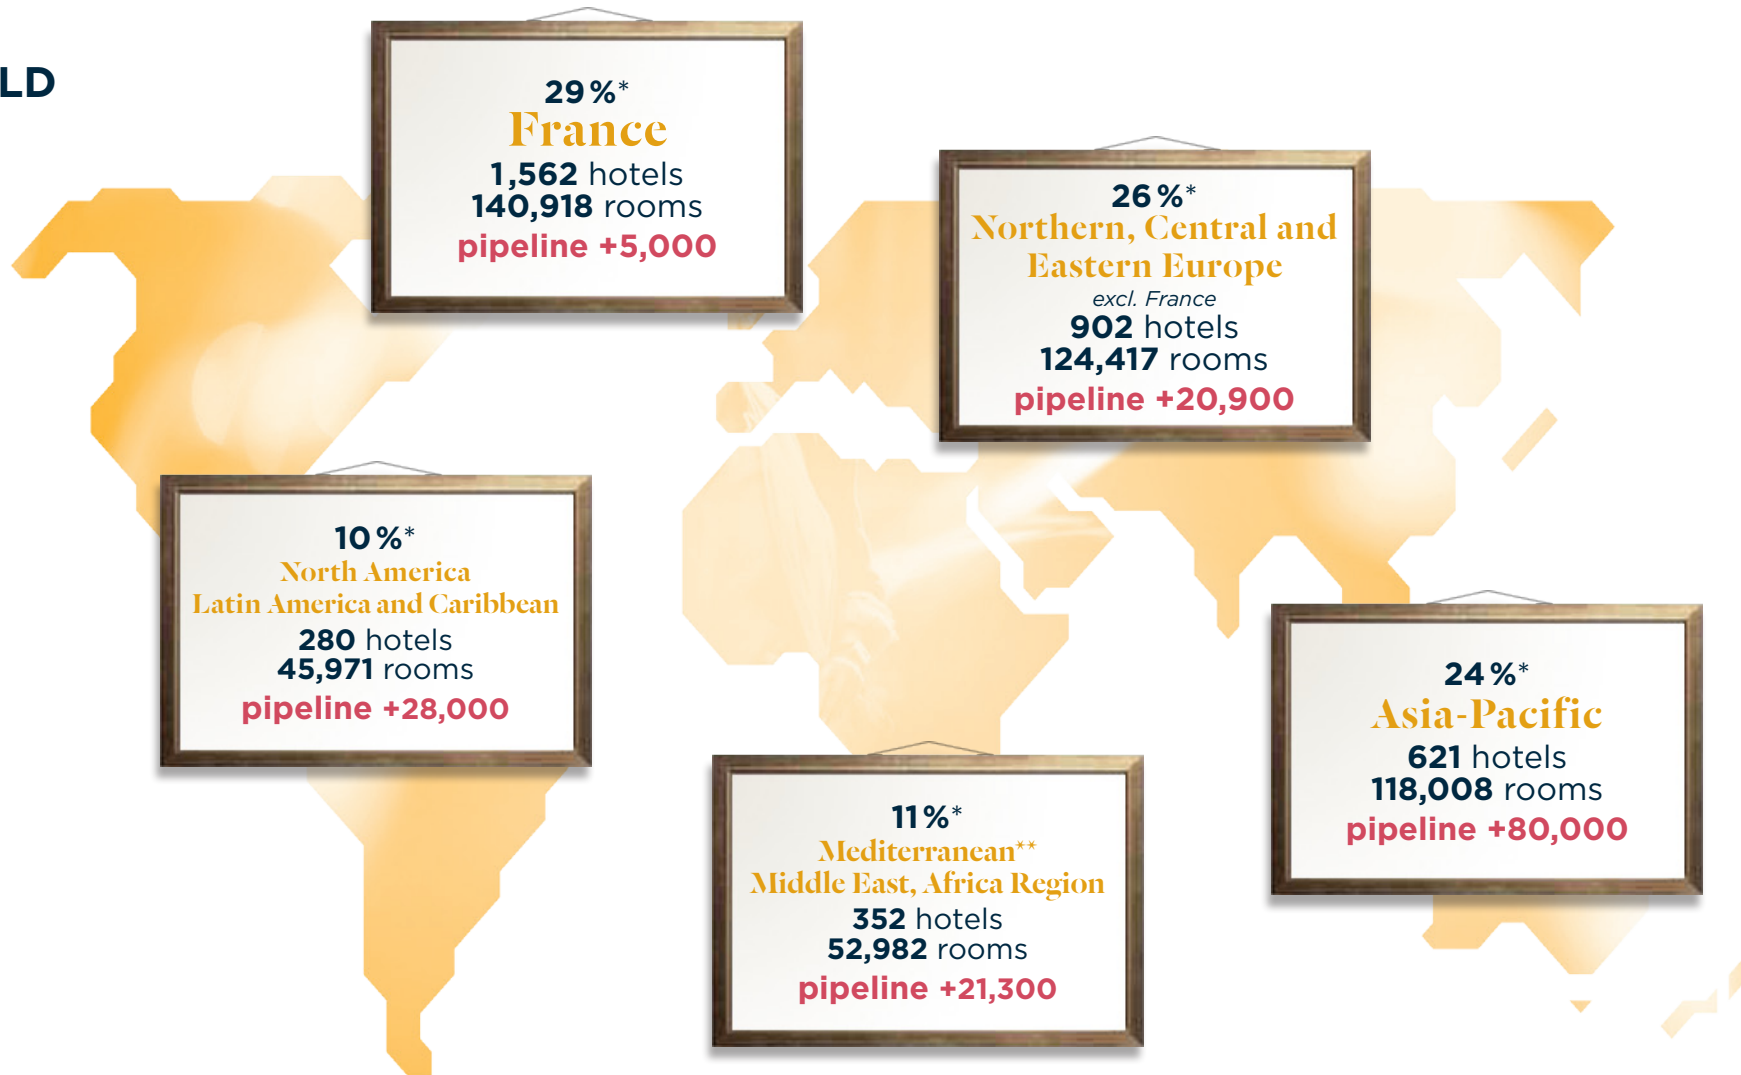 LD
29%*
France
1,562 hotels
140,918 rooms
pipeline +5,000
26%*
Northern, Central and
Eastern Europe
excl. France
902 hotels
124,417 rooms
pipeline +20,900
10%*
North America
Latin America and Caribbean
280 hotels
45,971 rooms
pipeline +28,000
24%*
Asia-Pacific
621 hotels
118,008 rooms
pipeline +80,000
11%*
Mediterranean**
Middle East, Africa Region
352 hotels
52,982 rooms
pipeline +21,300